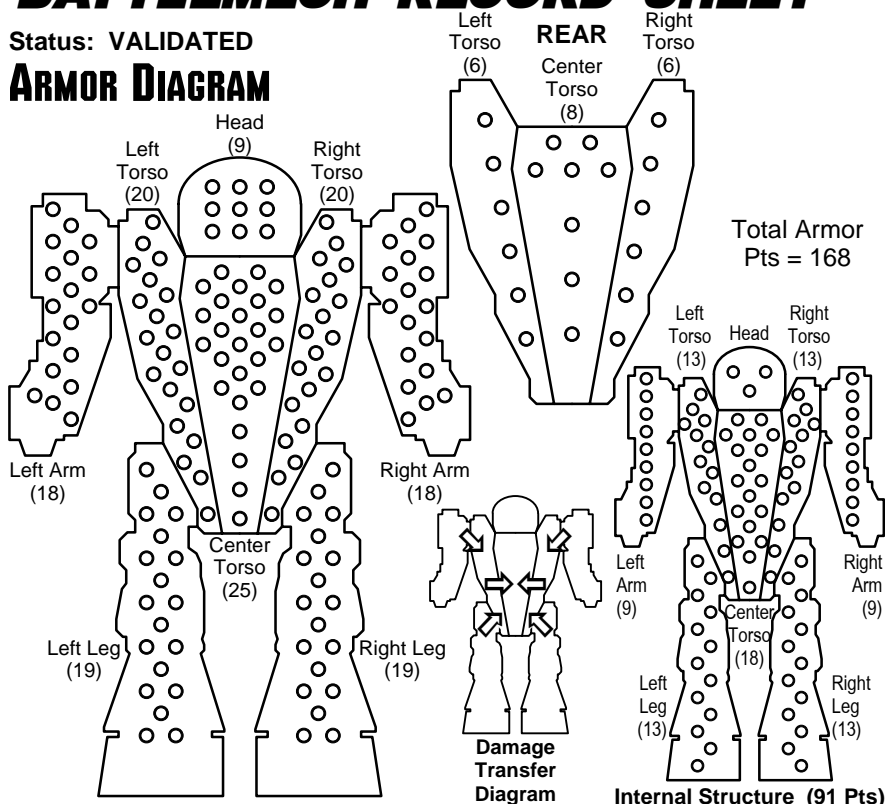 BATTLEMECH RECORD SHEET
Status: VALIDATED
ARMOR DIAGRAM
Head
(9)
Left
Torso
(20)
Right
Torso
(20)
Left Arm
(18)
Right Arm
(18)
Center
Torso
(25)
Left Leg
(19)
Right Leg
(19)
REAR
Left
Torso
(6)
Center
Torso
(8)
Right
Torso
(6)
Total Armor
Pts = 168
Damage
Transfer
Diagram
Left
Torso
(13)
Head
Right
Torso
(13)
Left
Arm
(9)
Right
Arm
(9)
Center
Torso
(18)
Left
Leg
(13)
Right
Leg
(13)
Internal Structure (91 Pts)